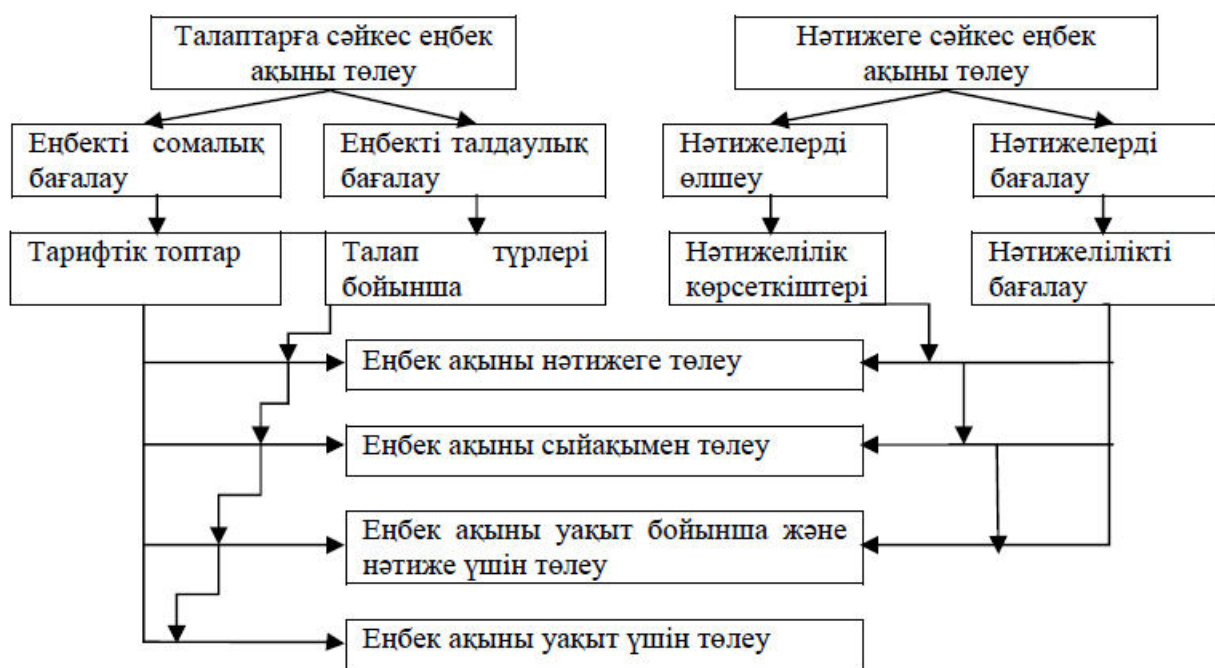 Талаптарға сәйкес еңбек
ақыны төлеу
Нәтижеге сәйкес еңбек
ақыны төлеу
Еңбекті сомалық
бағалау
Еңбекті талдаулық
бағалау
Нәтижелерді
өлшеу
Нәтижелерді
бағалау
Тарифтік топтар
Талап түрлері
бойынша
Нәтижелілік
көрсеткіштері
Нәтижелілікті
бағалау
Еңбек ақыны нәтижеге төлеу
Еңбек ақыны сыйақымен төлеу
Еңбек ақыны уақыт бойынша және
нәтиже үшін төлеу
Еңбек ақыны уақыт үшін төлеу